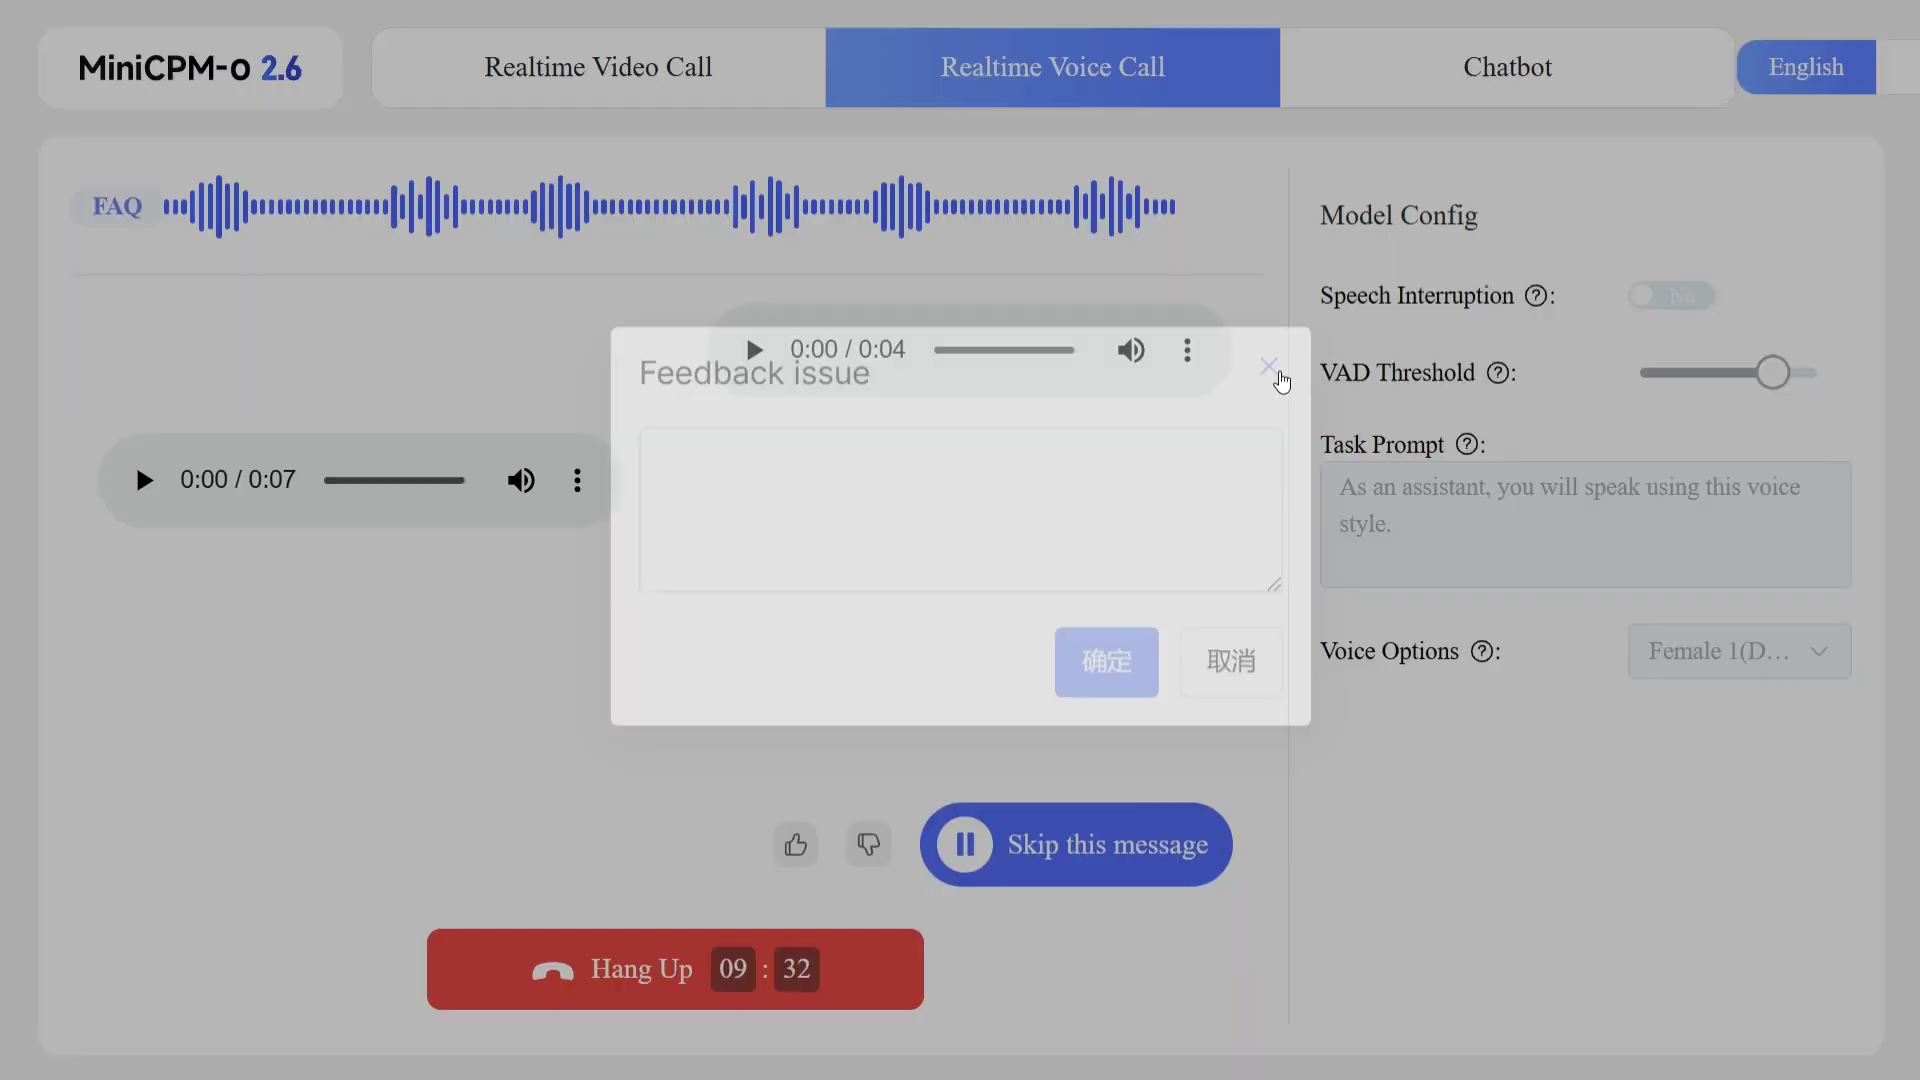 MiniCPM-o 2.6
Realtime Video Call
Realtime Voice Call
Chatbot
English
FAQ
0:00 / 0:04
Feedback issue
0:00 / 0:07
确定
取消
Skip this message
Hang Up 09 : 32
Model Config
Speech Interruption ?:
No
VAD Threshold ?:
Task Prompt ?:
As an assistant, you will speak using this voice
style.
Voice Options ?:
Female 1(D...